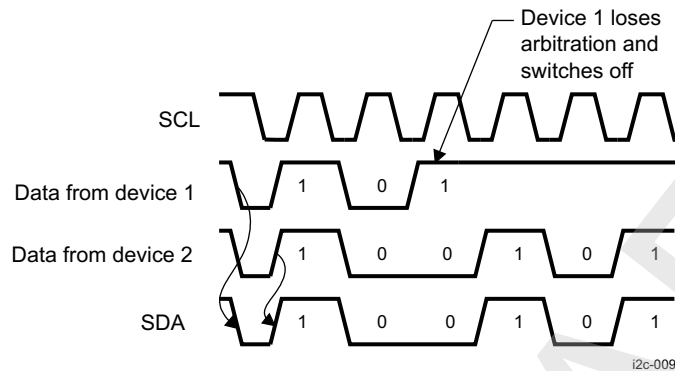 Device 1 loses
arbitration and
switches off
SCL
Data from device 1 1 0 1
Data from device 2 1 0 0 1 0 1
SDA 1 0 0 1 0 1
i2c-009